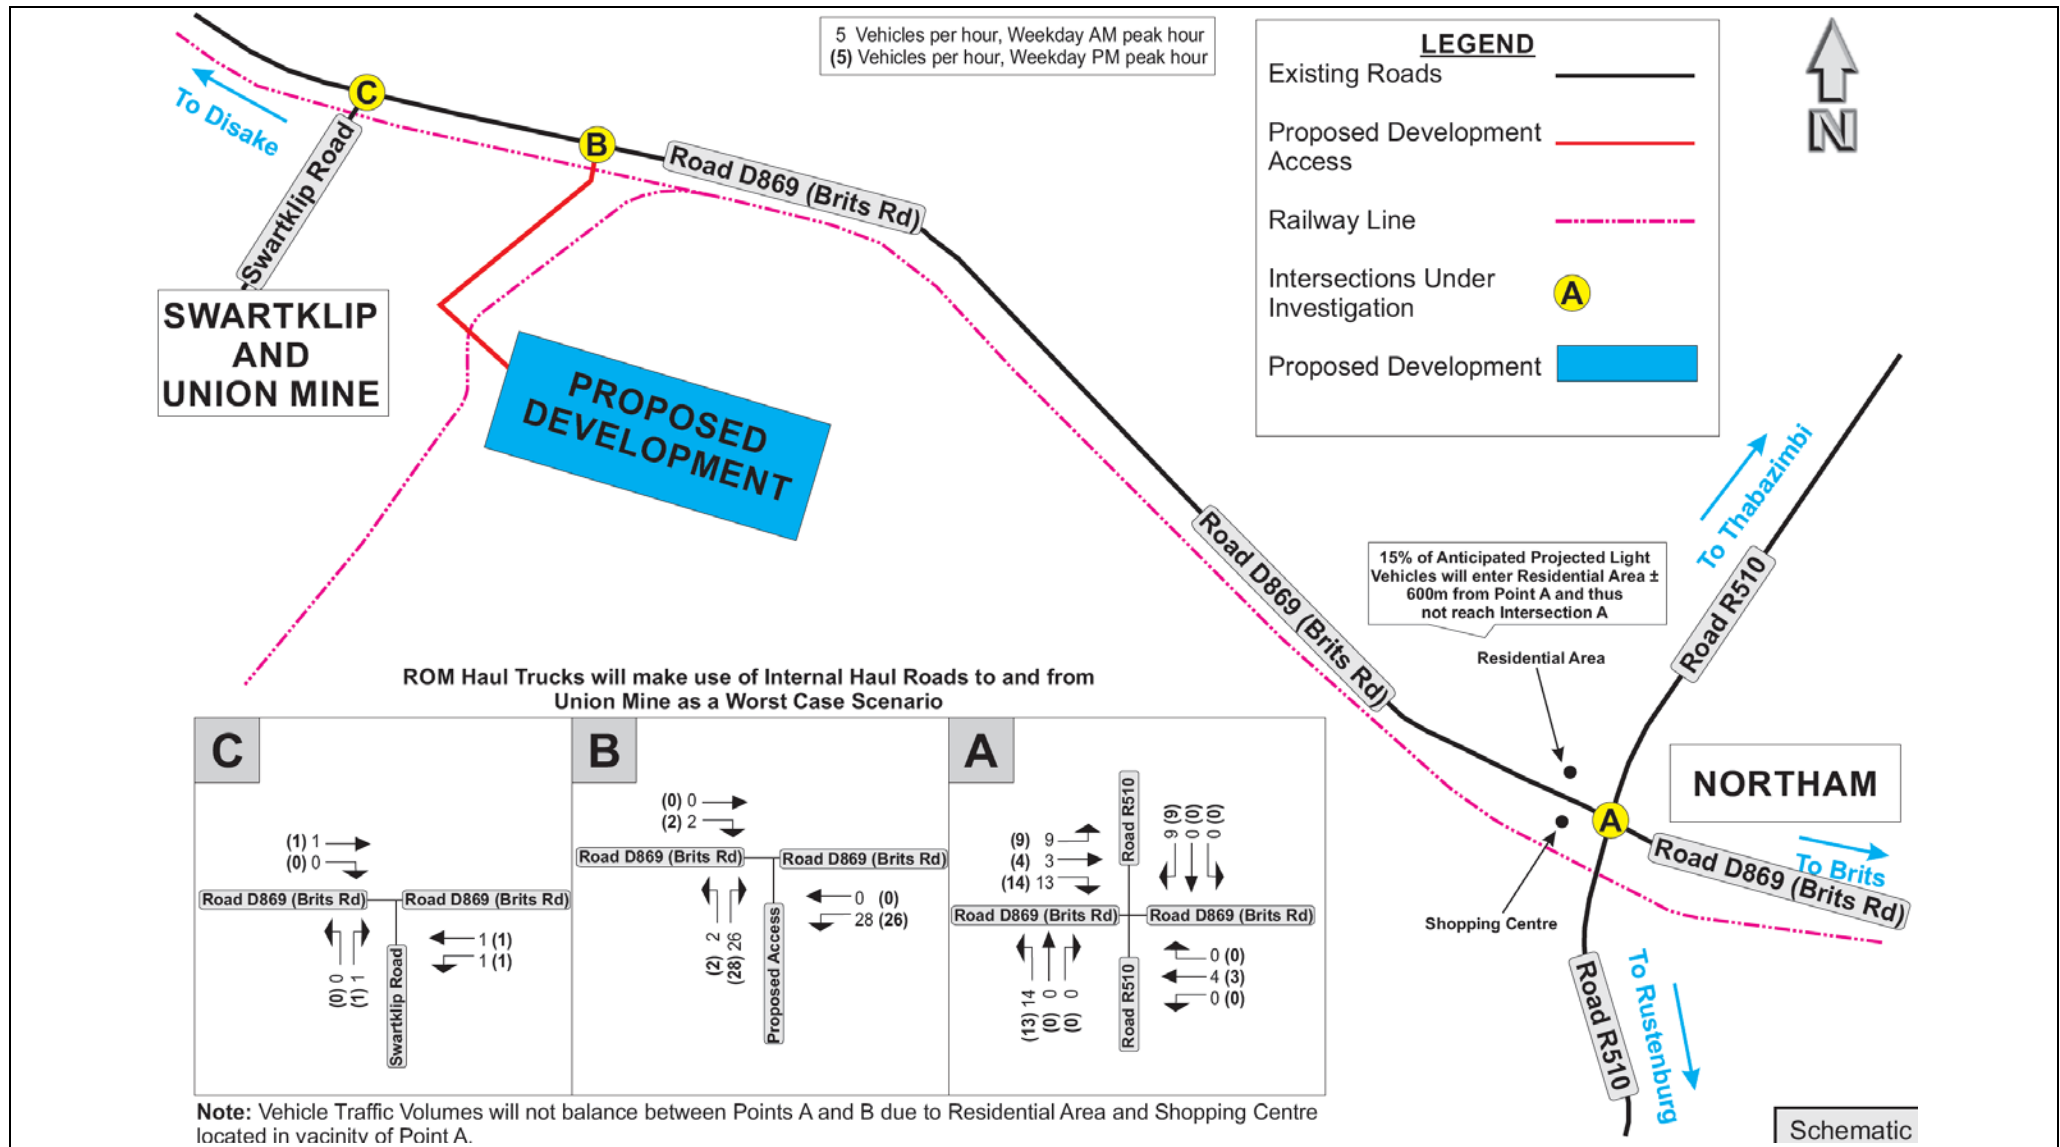 5 Vehicles per hour, Weekday AM peak hour
(5) Vehicles per hour, Weekday PM peak hour
LEGEND
Existing Roads
Proposed Development
Access
Railway Line
Intersections Under
Investigation
A
Proposed Development
N
C
To Disake
Swartklip Road
B
Road D869 (Brits Rd)
SWARTKLIP
AND
UNION MINE
PROPOSED
DEVELOPMENT
Road D869 (Brits Rd)
15% of Anticipated Projected Light
Vehicles will enter Residential Area ±
600m from Point A and thus
not reach Intersection A
Residential Area
To Thabazimbi
Road R510
NORTHAM
A
Shopping Centre
To Brits
Road D869 (Brits Rd)
Road R510
To Rustenburg
ROM Haul Trucks will make use of Internal Haul Roads to and from
Union Mine as a Worst Case Scenario
C
(1) 1
(0) 0
Road D869 (Brits Rd)
Road D869 (Brits Rd)
(0) 0
(1) 1
Swartklip Road
1 (1)
1 (1)
B
(0) 0
(2) 2
Road D869 (Brits Rd)
Road D869 (Brits Rd)
(2) 2
(28) 26
Proposed Access
0 (0)
28 (26)
A
(9) 9
(4) 3
(14) 13
Road R510
9 (9)
0 (0)
0 (0)
Road D869 (Brits Rd)
Road D869 (Brits Rd)
(13) 14
(0) 0
(0) 0
Road R510
0 (0)
4 (3)
0 (0)
Note: Vehicle Traffic Volumes will not balance between Points A and B due to Residential Area and Shopping Centre
located in vacinity of Point A.
Schematic